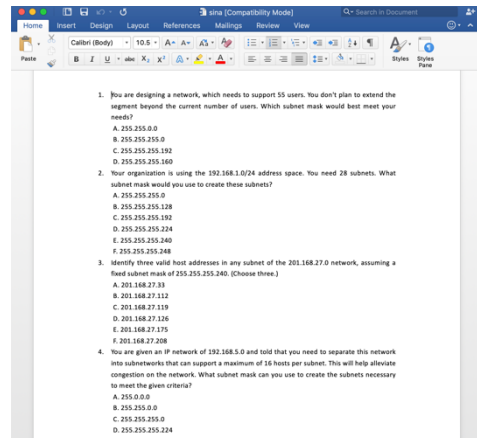 sina [Compatibility Mode]
Search in Document
Home Insert Design Layout References Mailings Review View
Calibri (Body) 10.5
Paste
Styles Styles
Pane
1. You are designing a network, which needs to support 55 users. You don't plan to extend the
segment beyond the current number of users. Which subnet mask would best meet your
needs?
A. 255.255.0.0
B. 255.255.255.0
C. 255.255.255.192
D. 255.255.255.160
2. Your organization is using the 192.168.1.0/24 address space. You need 28 subnets. What
subnet mask would you use to create these subnets?
A. 255.255.255.0
B. 255.255.255.128
C. 255.255.255.192
D. 255.255.255.224
E. 255.255.255.240
F. 255.255.255.248
3. Identify three valid host addresses in any subnet of the 201.168.27.0 network, assuming a
fixed subnet mask of 255.255.255.240. (Choose three.)
A. 201.168.27.33
B. 201.168.27.112
C. 201.168.27.119
D. 201.168.27.126
E. 201.168.27.175
F. 201.168.27.208
4. You are given an IP network of 192.168.5.0 and told that you need to separate this network
into subnetworks that can support a maximum of 16 hosts per subnet. This will help alleviate
congestion on the network. What subnet mask can you use to create the subnets necessary
to meet the given criteria?
A. 255.0.0.0
B. 255.255.0.0
C. 255.255.255.0
D. 255.255.255.224